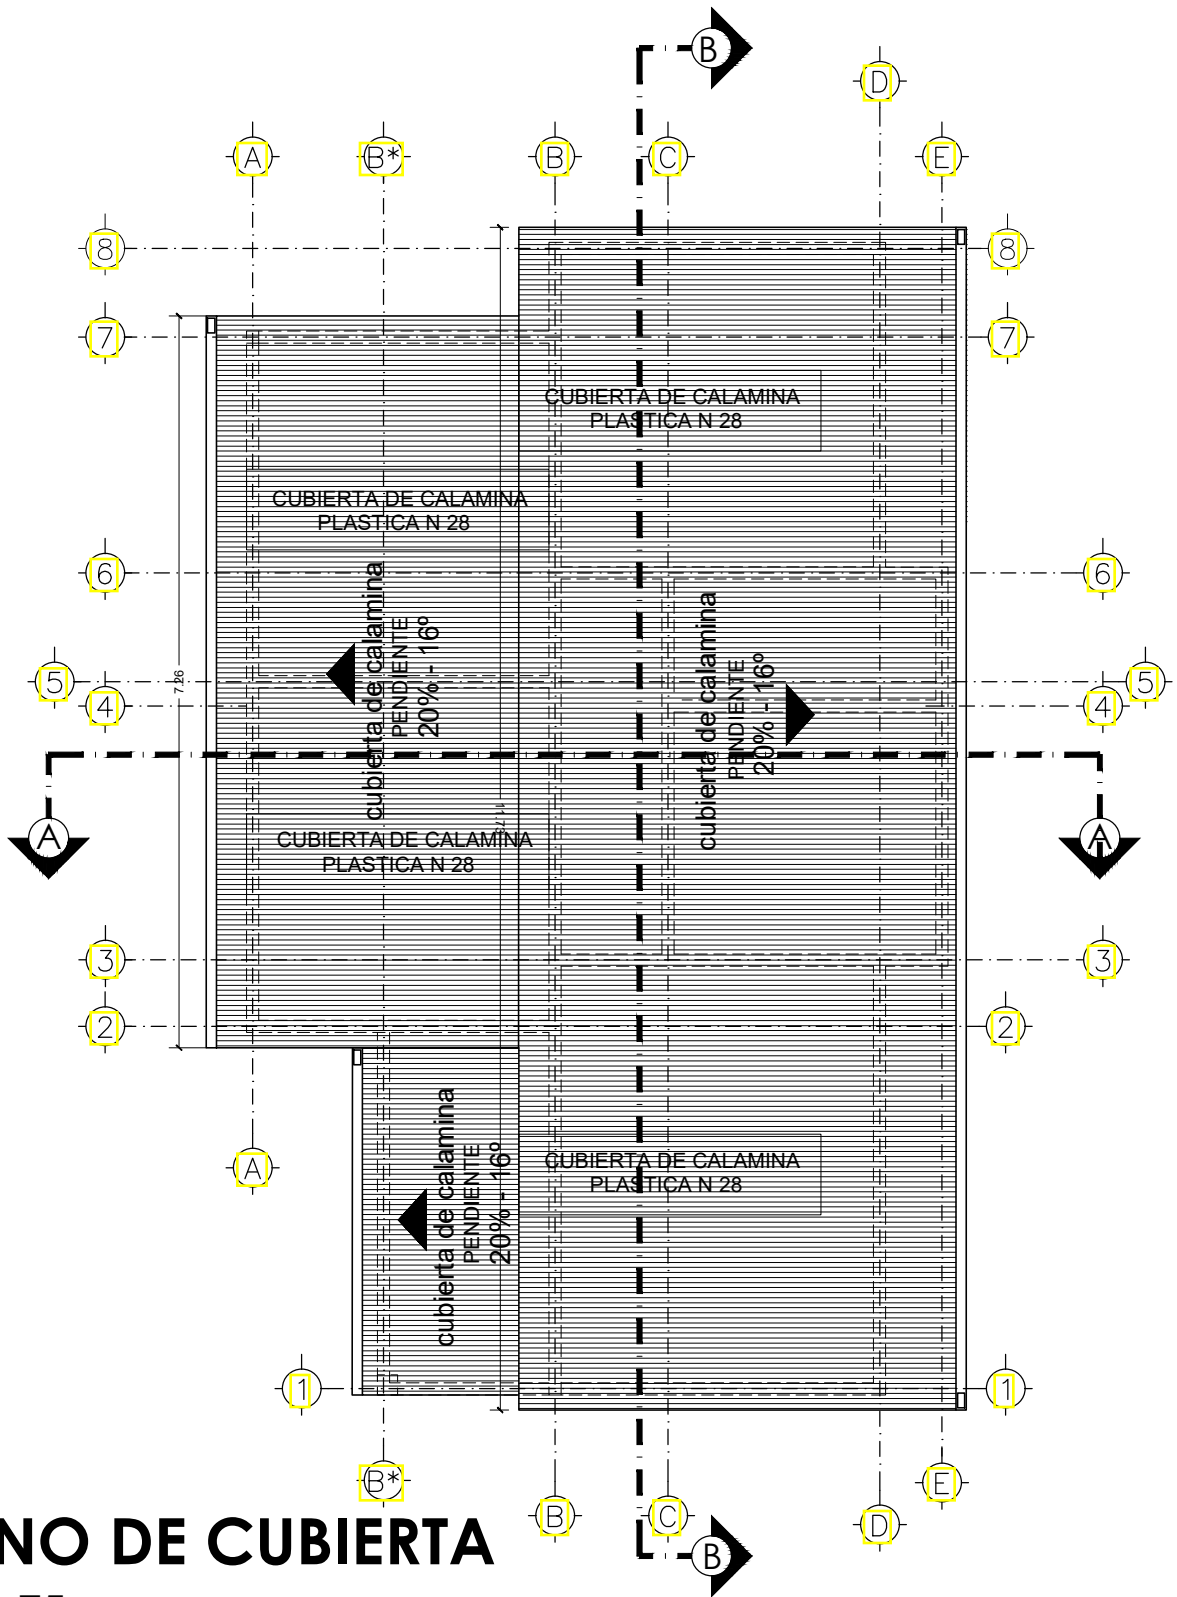 B
D
A
B*
B
C
E
8
8
7
7
CUBIERTA DE CALAMINA
PLASTICA N 28
CUBIERTA DE CALAMINA
PLASTICA N 28
6
6
cubierta de calamina
PENDIENTE
20% - 16º
cubierta de calamina
PENDIENTE
20% - 16º
7.26
5
5
4
4
A
A
CUBIERTA DE CALAMINA
PLASTICA N 28
3
3
2
2
A
cubierta de calamina
PENDIENTE
20% - 16º
CUBIERTA DE CALAMINA
PLASTICA N 28
1
1
B*
B
C
D
E
NO DE CUBIERTA
B